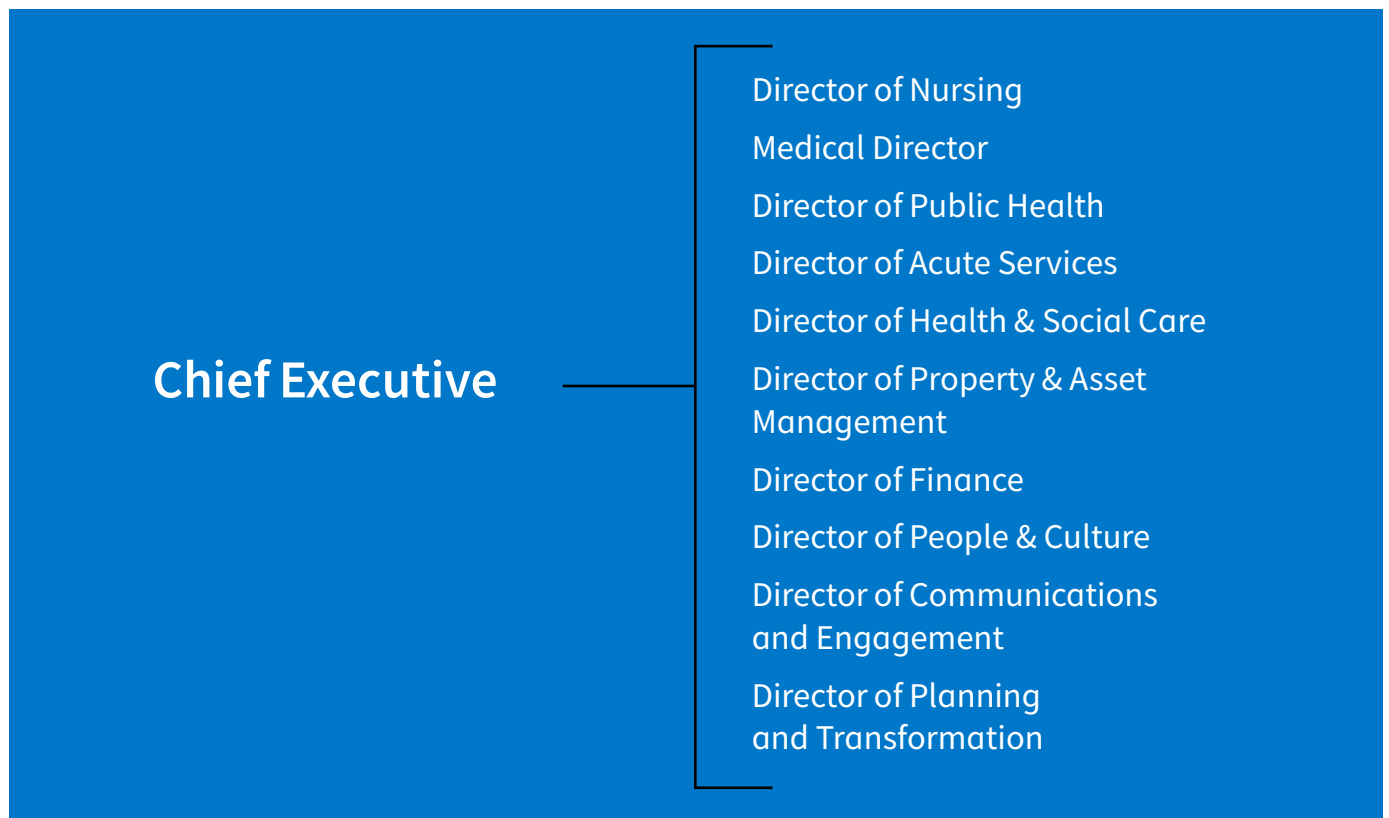 Director of Nursing
Medical Director
Director of Public Health
Director of Acute Services
Director of Health & Social Care
Chief Executive
Director of Property & Asset
Management
Director of Finance
Director of People & Culture
Director of Communications
and Engagement
Director of Planning
and Transformation